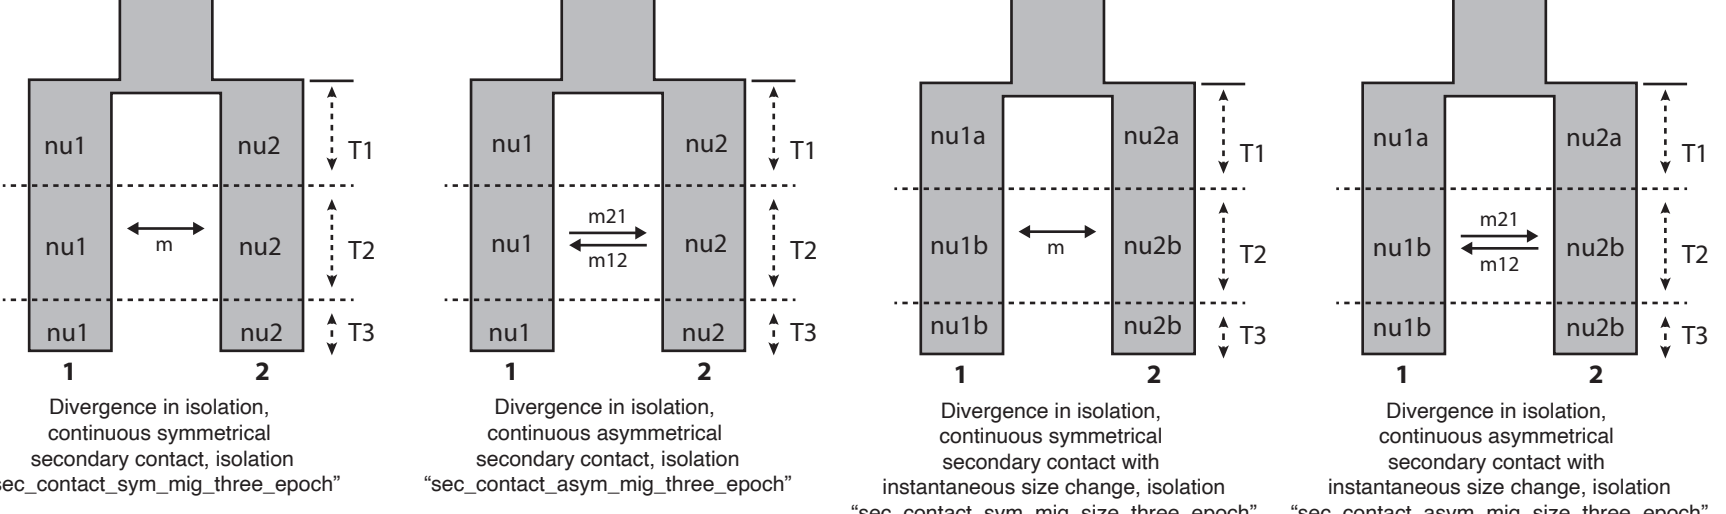 nu1 nu2 T1
nu1 m nu2 T2
nu1 nu2 T3
1 2
Divergence in isolation,
continuous symmetrical
secondary contact, isolation
sec_contact_sym_mig_three_epoch”
nu1 nu2 T1
m21
nu1 nu2 T2
m12
nu1 nu2 T3
1 2
Divergence in isolation,
continuous asymmetrical
secondary contact, isolation
“sec_contact_asym_mig_three_epoch”
nu1a nu2a T1
nu1b m nu2b T2
nu1b nu2b T3
1 2
Divergence in isolation,
continuous symmetrical
secondary contact with
instantaneous size change, isolation
“sec_contact_sym_mig_size_three_epoch”
nu1a nu2a T1
m21
nu1b nu2b T2
m12
nu1b nu2b T3
1 2
Divergence in isolation,
continuous asymmetrical
secondary contact with
instantaneous size change, isolation
“sec_contact_asym_mig_size_three_epoch”